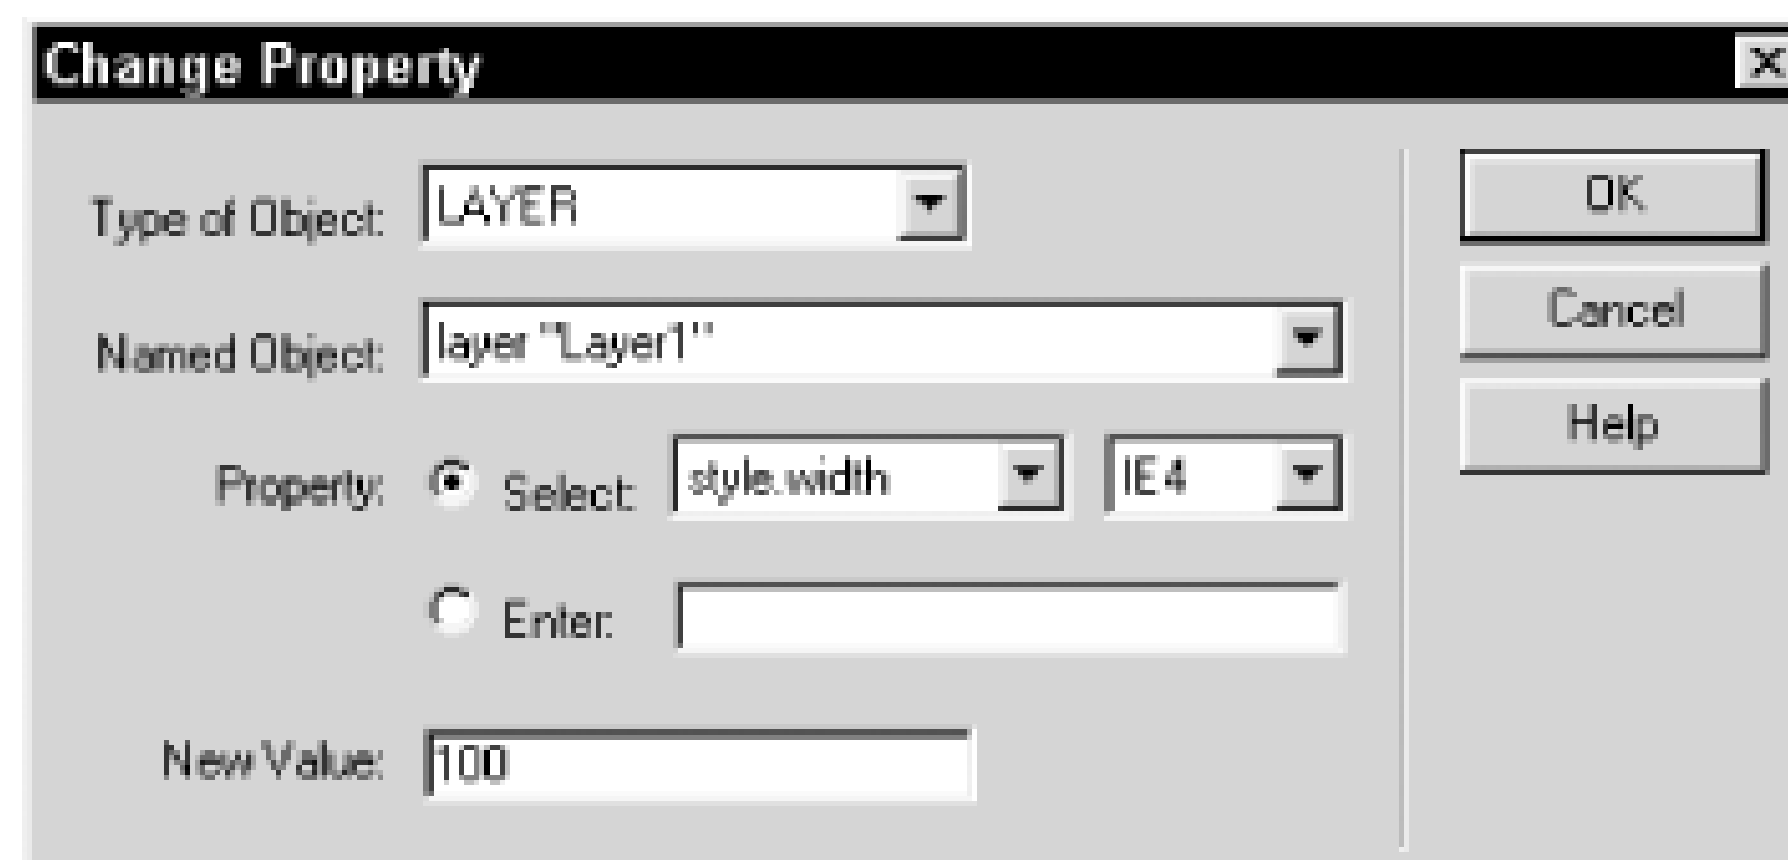 Change Property
Type of Object: LAYER
OK
Cancel
Named Object: layer "Layer1"
Help
Property: Select: style.width IE4
Enter:
New Value: 100